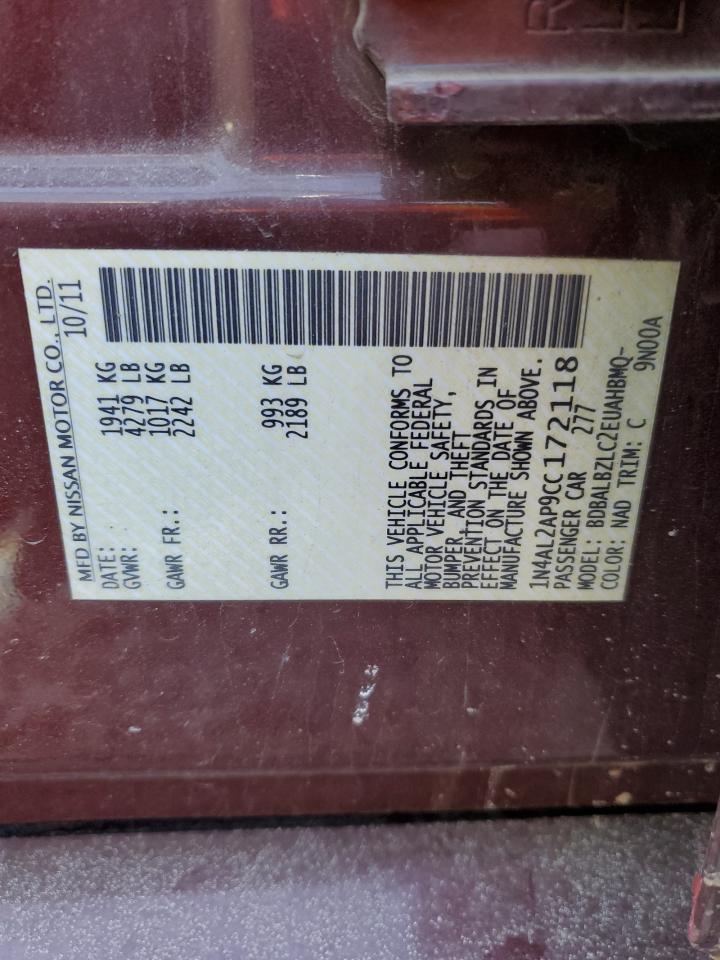 MFD BY NISSAN MOTOR CO., LTD.
DATE: 10/11
GVWR: 1941 KG
4279 LB
GAWR FR.: 1017 KG
2242 LB
GAWR RR.: 993 KG
2189 LB
THIS VEHICLE CONFORMS TO
ALL APPLICABLE FEDERAL
MOTOR VEHICLE SAFETY,
BUMPER, AND THEFT
PREVENTION STANDARDS IN
EFFECT ON THE DATE OF
MANUFACTURE SHOWN ABOVE.
1N4AL2AP9CC172118
PASSENGER CAR 277
MODEL: BDBALBZLC2EUAHBMQ-
COLOR: NAD TRIM: C 9N00A